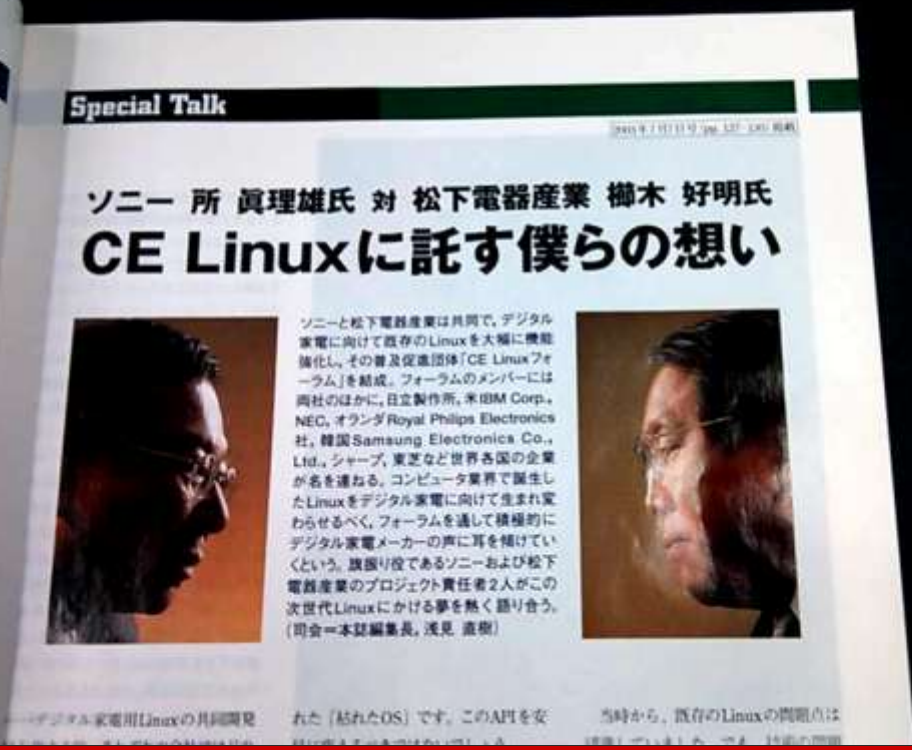 Special Talk
ソニー 所 眞理雄氏 対 松下電器産業 櫛木 好明氏
CE Linuxに託す僕らの想い
ソニーと松下電器産業は共同で,デジタル
家電に向けて既存のLinuxを大幅に機能
強化し,その普及促進団体「CE Linuxフォ
ーラム」を結成。フォーラムのメンバーには
両社のほかに,日立製作所,米IBM Corp.,
NEC,オランダRoyal Philips Electronics
社,韓国Samsung Electronics Co.,
Ltd.,シャープ,東芝など世界各国の企業
が名を連ねる。コンピュータ業界で誕生し
たLinuxをデジタル家電に向けて生まれ変
わらせるべく,フォーラムを通して積極的に
デジタル家電メーカーの声に耳を傾けてい
くという。旗振り役であるソニーおよび松下
電器産業のプロジェクト責任者2人がこの
次世代Linuxにかける夢を熱く語り合う。
(司会=本誌編集長,浅見 直樹)
デジタル家電用Linuxの共同開発
れた「枯れたOS」です。このAPIを安
当時から,既存のLinuxの問題点は